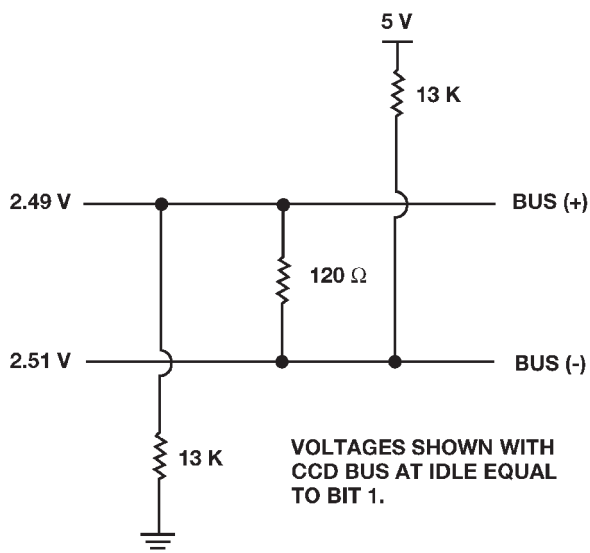 5 V
13 K
2.49 V
BUS (+)
120 Ω
2.51 V
BUS (-)
13 K
VOLTAGES SHOWN WITH
CCD BUS AT IDLE EQUAL
TO BIT 1.